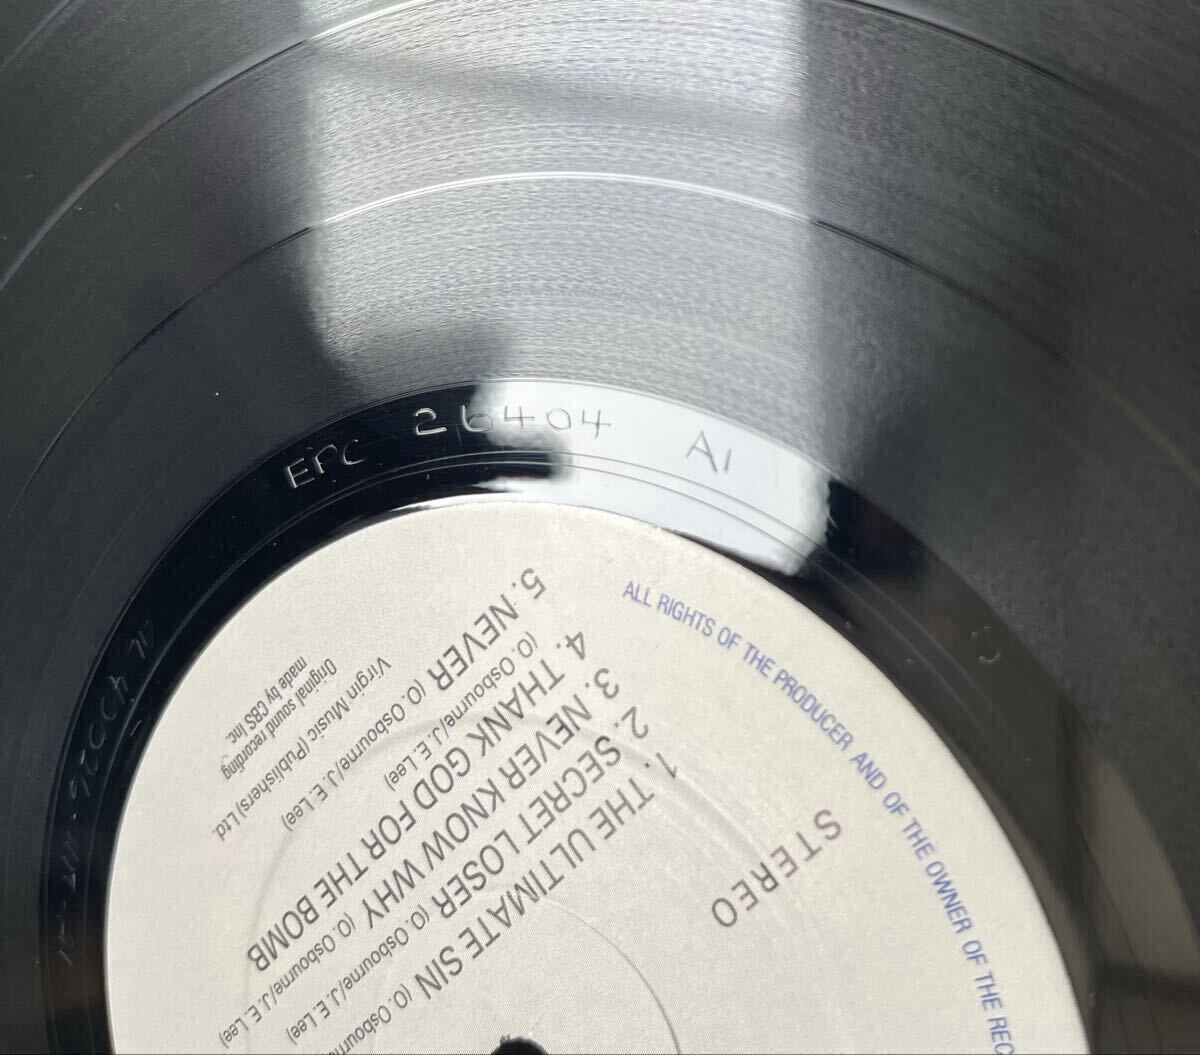 EPC 26404 A1
ALL RIGHTS OF THE PRODUCER AND OF THE OWNER OF THE REC
STEREO
1. THE ULTIMATE SIN (O. Osbourne
2. SECRET LOSER (O. Osbourne/J. E. Lee)
3. NEVER KNOW WHY (O. Osbourne/J. E. Lee)
4. THANK GOD FOR THE BOMB
(O. Osbourne/J. E. Lee)
5. NEVER (O. Osbourne/J. E. Lee)
Virgin Music (Publishers) Ltd.
Original sound recording
made by CBS Inc.